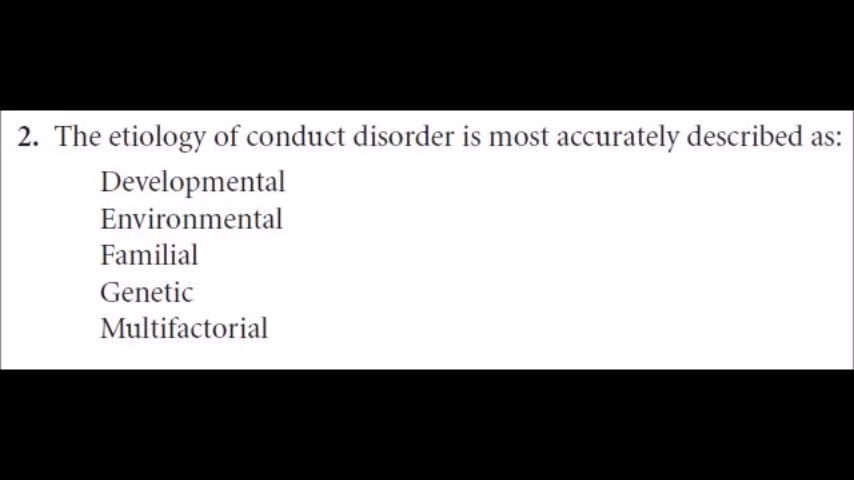 2. The etiology of conduct disorder is most accurately described as:
Developmental
Environmental
Familial
Genetic
Multifactorial